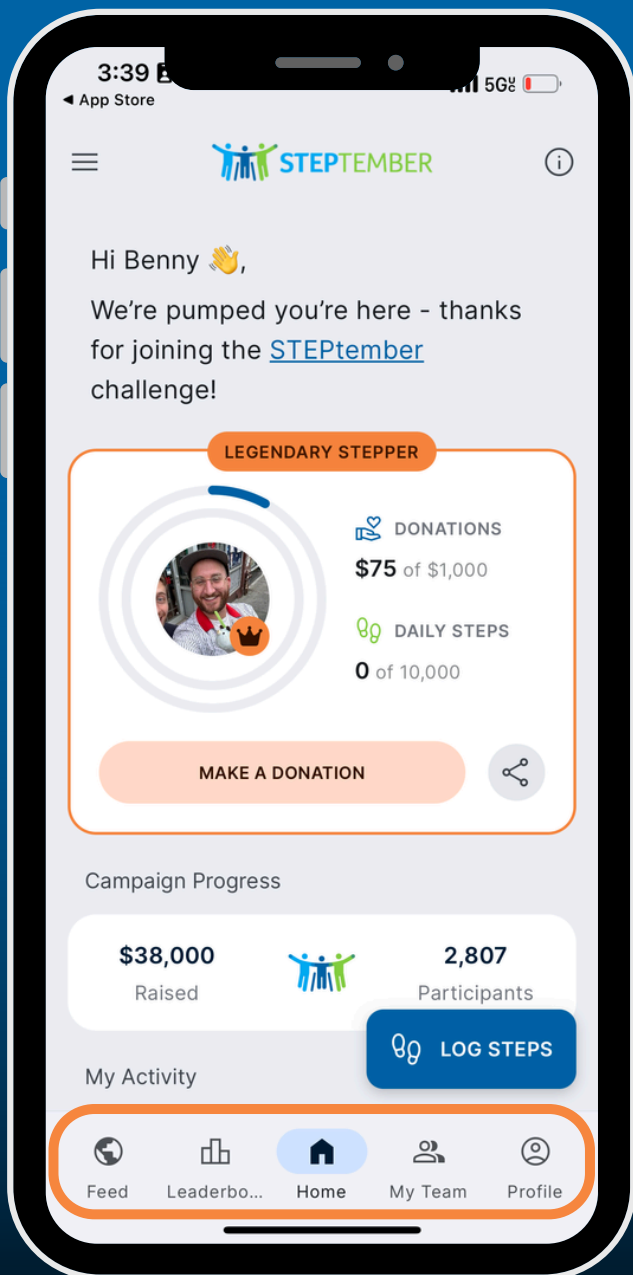 3:39
5G
◀ App Store
STEPTEMBER
Hi Benny 👋,
We’re pumped you’re here - thanks
for joining the STEPtember
challenge!
LEGENDARY STEPPER
DONATIONS
$75 of $1,000
DAILY STEPS
0 of 10,000
MAKE A DONATION
Campaign Progress
$38,000
2,807
Raised
Participants
LOG STEPS
My Activity
Feed
Leaderbo...
Home
My Team
Profile